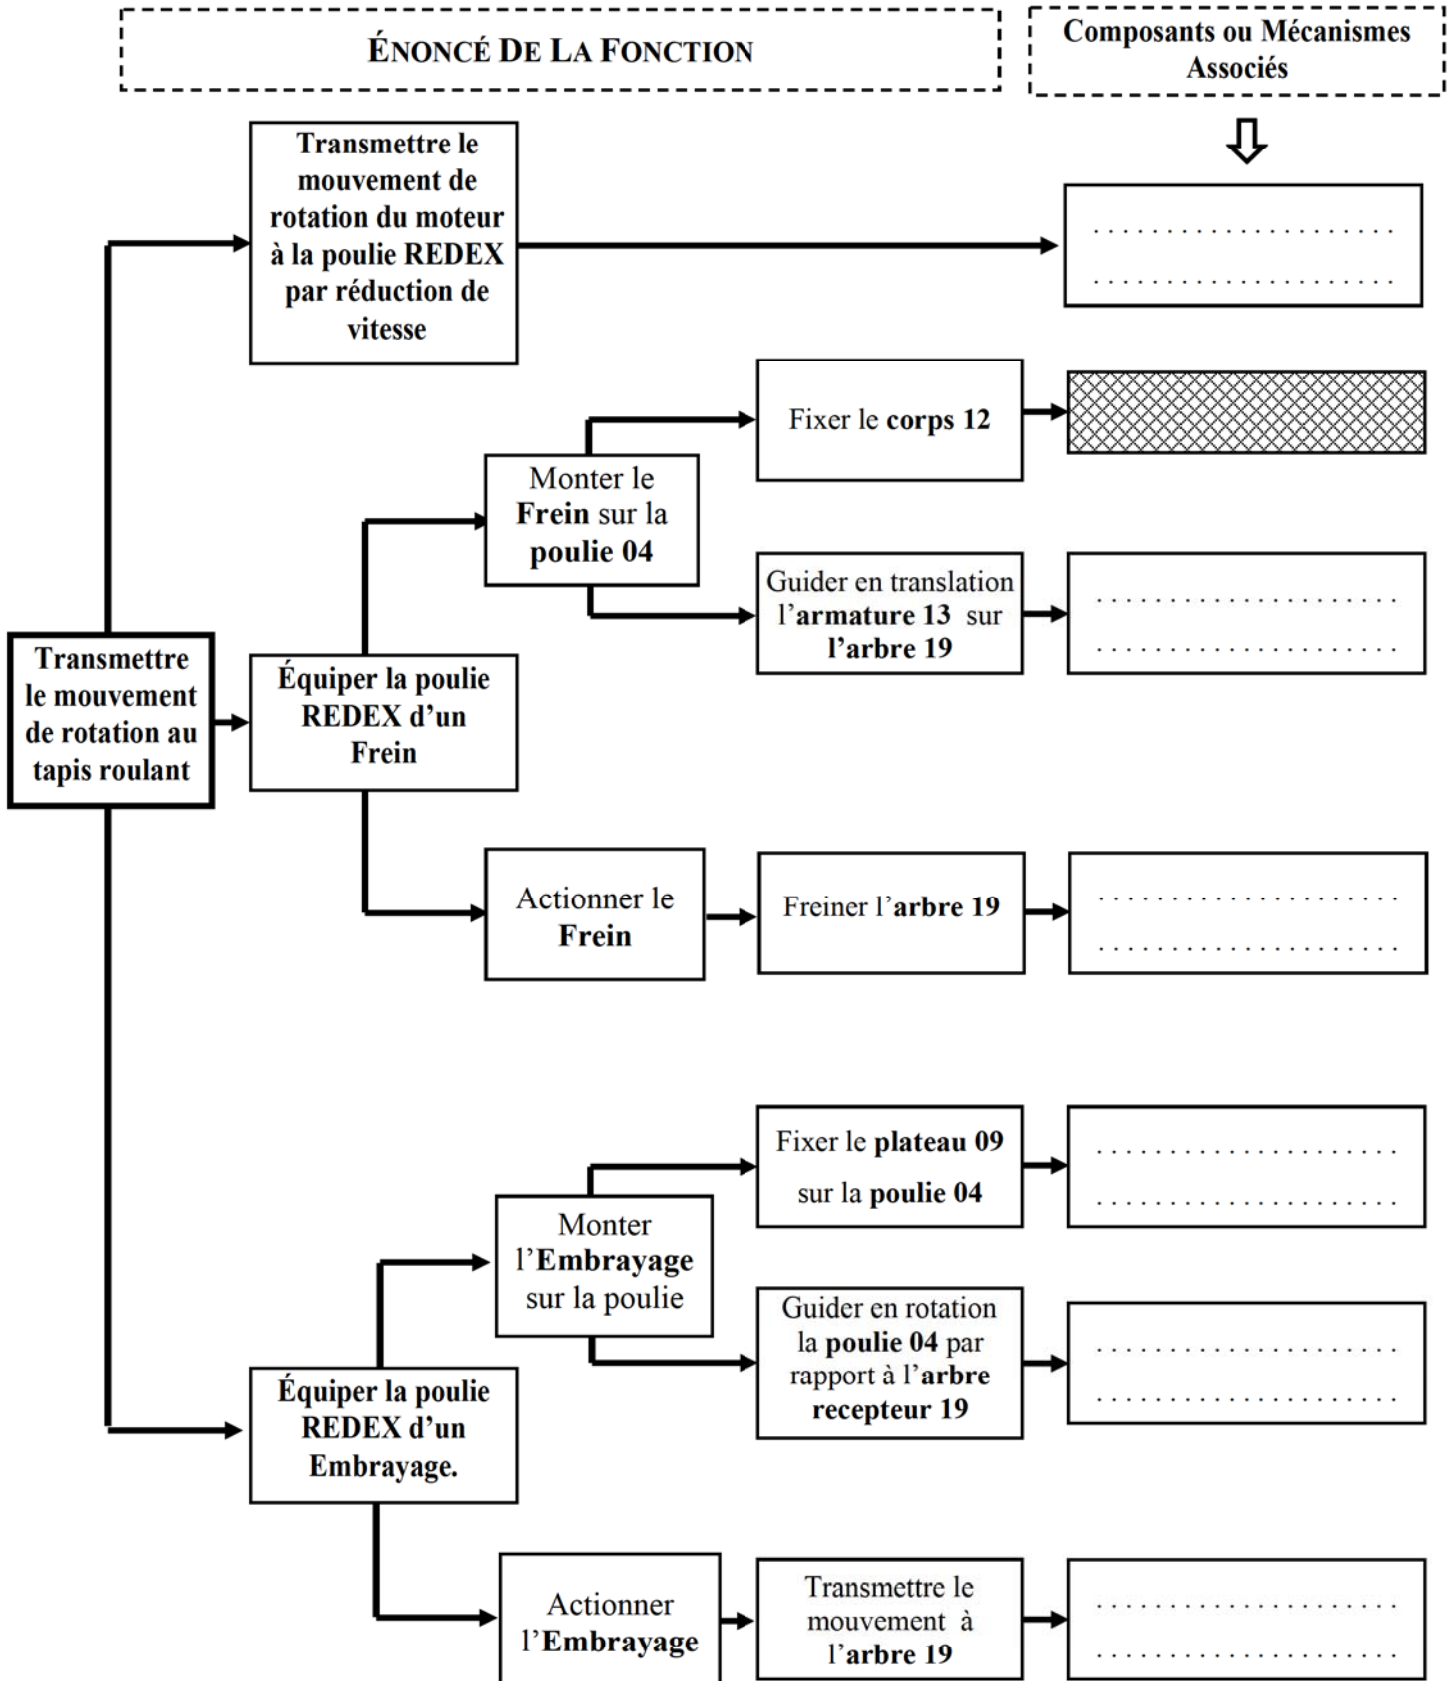 ÉNONCÉ DE LA FONCTION
Composants ou Mécanismes
Associés
Transmettre le
mouvement de
rotation du moteur
à la poulie REDEX
par réduction de
vitesse
. . . . . . . . . . . . . . . . . . . . .
. . . . . . . . . . . . . . . . . . . . .
Fixer le corps 12
Monter le
Frein sur la
poulie 04
Guider en translation
l’armature 13 sur
l’arbre 19
. . . . . . . . . . . . . . . . . . . . .
. . . . . . . . . . . . . . . . . . . . .
Transmettre
le mouvement
de rotation au
tapis roulant
Équiper la poulie
REDEX d’un
Frein
Actionner le
Frein
Freiner l’arbre 19
. . . . . . . . . . . . . . . . . . . . .
. . . . . . . . . . . . . . . . . . . . .
Fixer le plateau 09
sur la poulie 04
. . . . . . . . . . . . . . . . . . . . .
. . . . . . . . . . . . . . . . . . . . .
Monter
l’Embrayage
sur la poulie
Guider en rotation
la poulie 04 par
rapport à l’arbre
recepteur 19
. . . . . . . . . . . . . . . . . . . . .
. . . . . . . . . . . . . . . . . . . . .
Équiper la poulie
REDEX d’un
Embrayage.
Actionner
l’Embrayage
Transmettre le
mouvement à
l’arbre 19
. . . . . . . . . . . . . . . . . . . . .
. . . . . . . . . . . . . . . . . . . . .